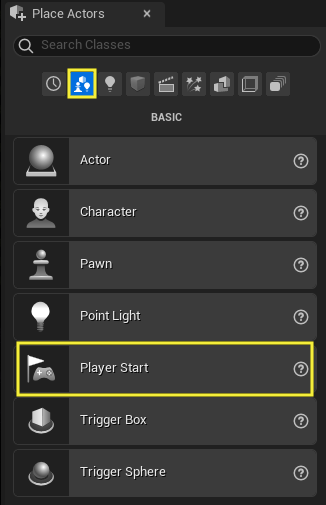 Place Actors
Search Classes
BASIC
Actor
Character
Pawn
Point Light
Player Start
Trigger Box
Trigger Sphere